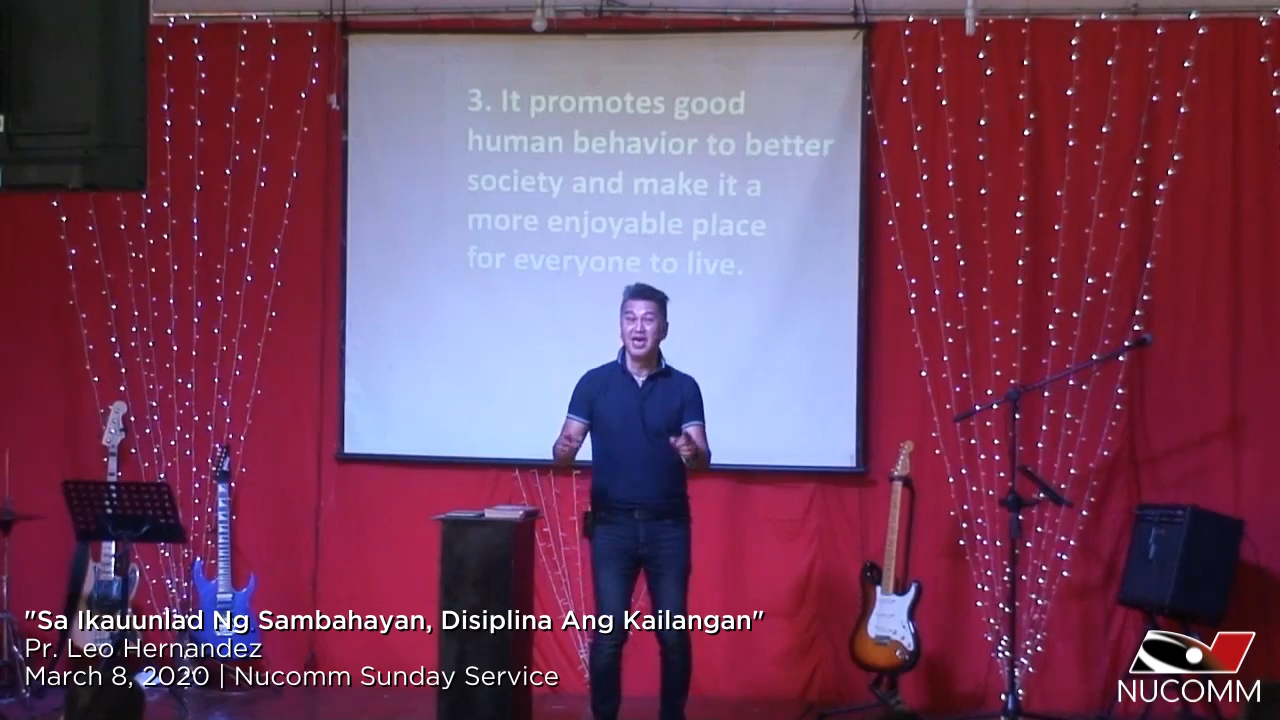 3. It promotes good
human behavior to better
society and make it a
more enjoyable place
for everyone to live.
"Sa Ikauunlad Ng Sambahayan, Disiplina Ang Kailangan"
Pr. Leo Hernandez
March 8, 2020 | Nucomm Sunday Service
NUCOMM